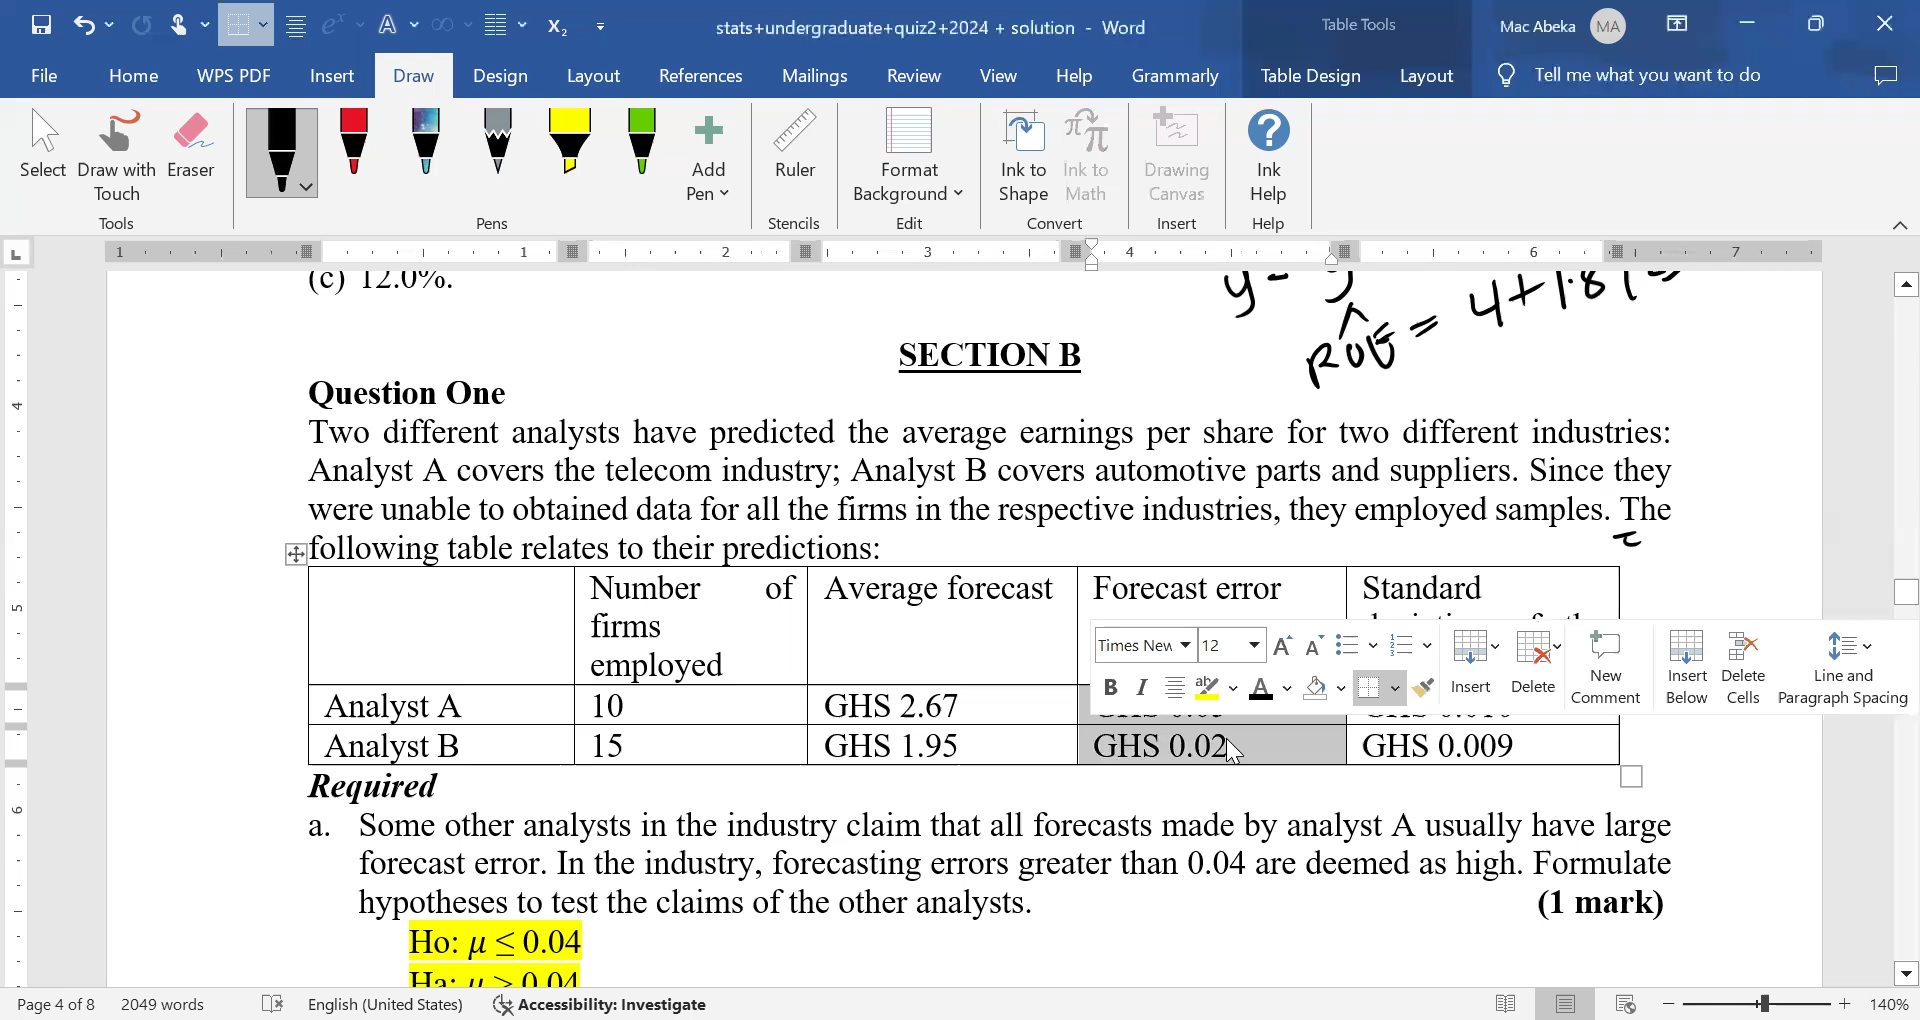 stats+undergraduate+quiz2+2024 + solution - Word
Table Tools
Mac Abeka MA
File Home WPS PDF Insert Draw Design Layout References Mailings Review View Help Grammarly Table Design Layout Tell me what you want to do
Select Draw with Touch Eraser
Tools
Pens
Add Pen
Ruler
Stencils
Format Background
Edit
Ink to Shape Ink to Math
Convert
Drawing Canvas
Insert
Ink Help
Help
1 1 2 3 4 6 7
(c) 12.0%.
SECTION B
Question One
Two different analysts have predicted the average earnings per share for two different industries:
Analyst A covers the telecom industry; Analyst B covers automotive parts and suppliers. Since they
were unable to obtained data for all the firms in the respective industries, they employed samples. The
following table relates to their predictions:
Number of firms employed Average forecast Forecast error Standard
Analyst A 10 GHS 2.67
Analyst B 15 GHS 1.95 GHS 0.02 GHS 0.009
Times New 12
Insert Delete New Comment Insert Below Delete Cells Line and Paragraph Spacing
Required
a. Some other analysts in the industry claim that all forecasts made by analyst A usually have large
forecast error. In the industry, forecasting errors greater than 0.04 are deemed as high. Formulate
hypotheses to test the claims of the other analysts. (1 mark)
Ho: μ ≤ 0.04
Ha: μ > 0.04
Page 4 of 8 2049 words English (United States) Accessibility: Investigate 140%